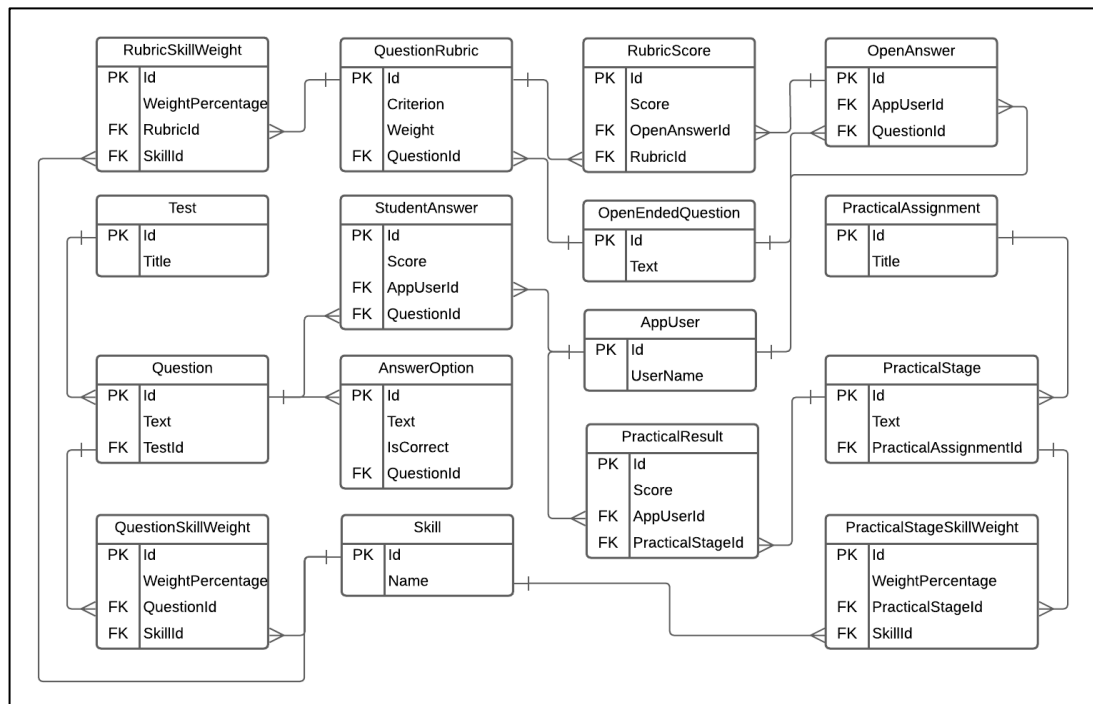 RubricSkillWeight
PK Id
WeightPercentage
FK RubricId
FK SkillId
QuestionRubric
PK Id
Criterion
Weight
FK QuestionId
RubricScore
PK Id
Score
FK OpenAnswerId
FK RubricId
OpenAnswer
PK Id
FK AppUserId
FK QuestionId
Test
PK Id
Title
StudentAnswer
PK Id
Score
FK AppUserId
FK QuestionId
OpenEndedQuestion
PK Id
Text
PracticalAssignment
PK Id
Title
AppUser
PK Id
UserName
Question
PK Id
Text
FK TestId
AnswerOption
PK Id
Text
IsCorrect
FK QuestionId
PracticalStage
PK Id
Text
FK PracticalAssignmentId
PracticalResult
PK Id
Score
FK AppUserId
FK PracticalStageId
QuestionSkillWeight
PK Id
WeightPercentage
FK QuestionId
FK SkillId
Skill
PK Id
Name
PracticalStageSkillWeight
PK Id
WeightPercentage
FK PracticalStageId
FK SkillId